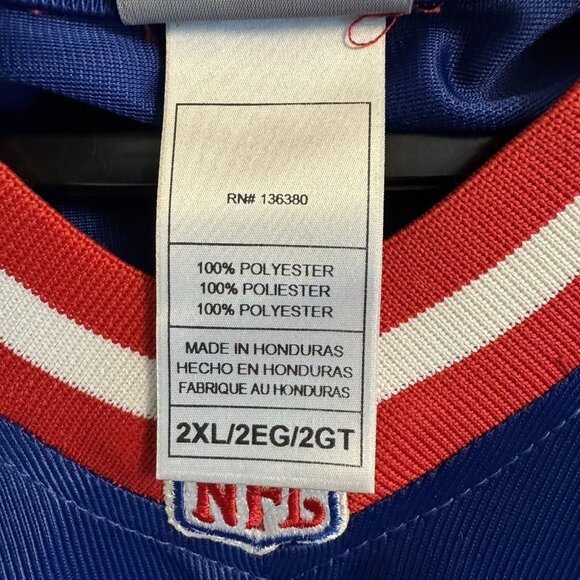 RN# 136380
100% POLYESTER
100% POLIESTER
100% POLYESTER
MADE IN HONDURAS
HECHO EN HONDURAS
FABRIQUE AU HONDURAS
2XL/2EG/2GT
NFL